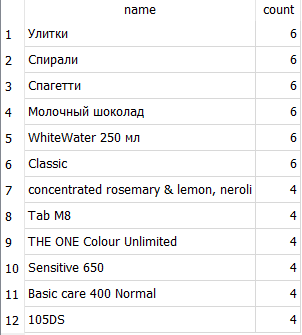 name count
1 Улитки 6
2 Спирали 6
3 Спагетти 6
4 Молочный шоколад 6
5 WhiteWater 250 мл 6
6 Classic 6
7 concentrated rosemary & lemon, neroli 4
8 Tab M8 4
9 THE ONE Colour Unlimited 4
10 Sensitive 650 4
11 Basic care 400 Normal 4
12 105DS 4